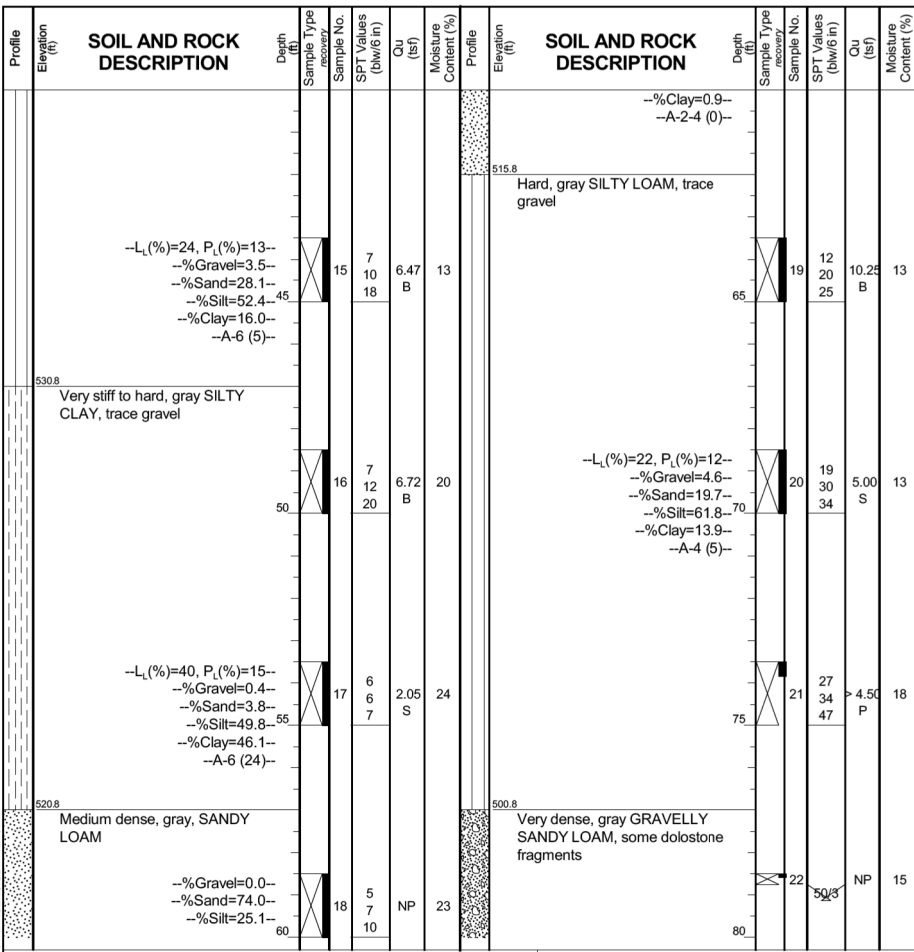 Profile
Elevation (ft)
SOIL AND ROCK
DESCRIPTION
Depth (ft)
Sample Type
recovery
Sample No.
SPT Values (blw/6 in)
Qu (tsf)
Moisture Content (%)
--LL(%)=24, PL(%)=13--
--%Gravel=3.5--
--%Sand=28.1--
--%Silt=52.4--
45
--%Clay=16.0--
--A-6 (5)--
15
7
10
18
6.47
B
13
530.8
Very stiff to hard, gray SILTY
CLAY, trace gravel
50
16
7
12
20
6.72
B
20
--LL(%)=40, PL(%)=15--
--%Gravel=0.4--
--%Sand=3.8--
--%Silt=49.8--
55
--%Clay=46.1--
--A-6 (24)--
17
6
6
7
2.05
S
24
520.8
Medium dense, gray, SANDY
LOAM
--%Gravel=0.0--
--%Sand=74.0--
--%Silt=25.1--
60
18
5
7
10
NP
23
Profile
Elevation (ft)
SOIL AND ROCK
DESCRIPTION
Depth (ft)
Sample Type
recovery
Sample No.
SPT Values (blw/6 in)
Qu (tsf)
Moisture Content (%)
--%Clay=0.9--
--A-2-4 (0)--
515.8
Hard, gray SILTY LOAM, trace
gravel
65
19
12
20
25
10.25
B
13
--LL(%)=22, PL(%)=12--
--%Gravel=4.6--
--%Sand=19.7--
--%Silt=61.8--
70
--%Clay=13.9--
--A-4 (5)--
20
19
30
34
5.00
S
13
75
21
27
34
47
> 4.50
P
18
500.8
Very dense, gray GRAVELLY
SANDY LOAM, some dolostone
fragments
22
50/3
NP
15
80